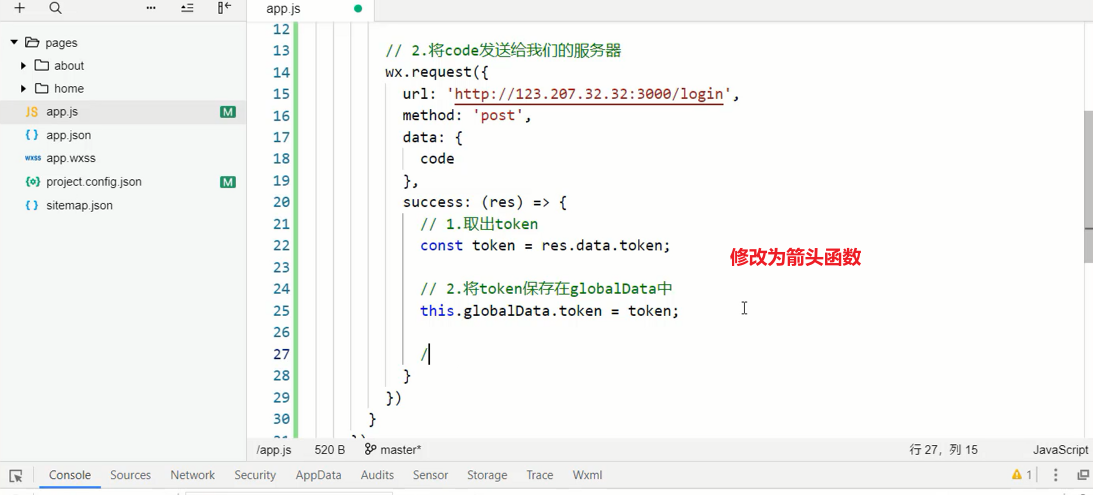 app.js
pages
about
home
JS app.js M
{ } app.json
wxss app.wxss
{o} project.config.json M
{ } sitemap.json
12
13 // 2.将code发送给我们的服务器
14 wx.request({
15 url: 'http://123.207.32.32:3000/login',
16 method: 'post',
17 data: {
18 code
19 },
20 success: (res) => {
21 // 1.取出token
22 const token = res.data.token;
23
24 // 2.将token保存在globalData中
25 this.globalData.token = token;
26
27 /
28 }
29 })
30 }
修改为箭头函数
/app.js 520 B master* 行 27，列 15 JavaScript
Console Sources Network Security AppData Audits Sensor Storage Trace Wxml 1